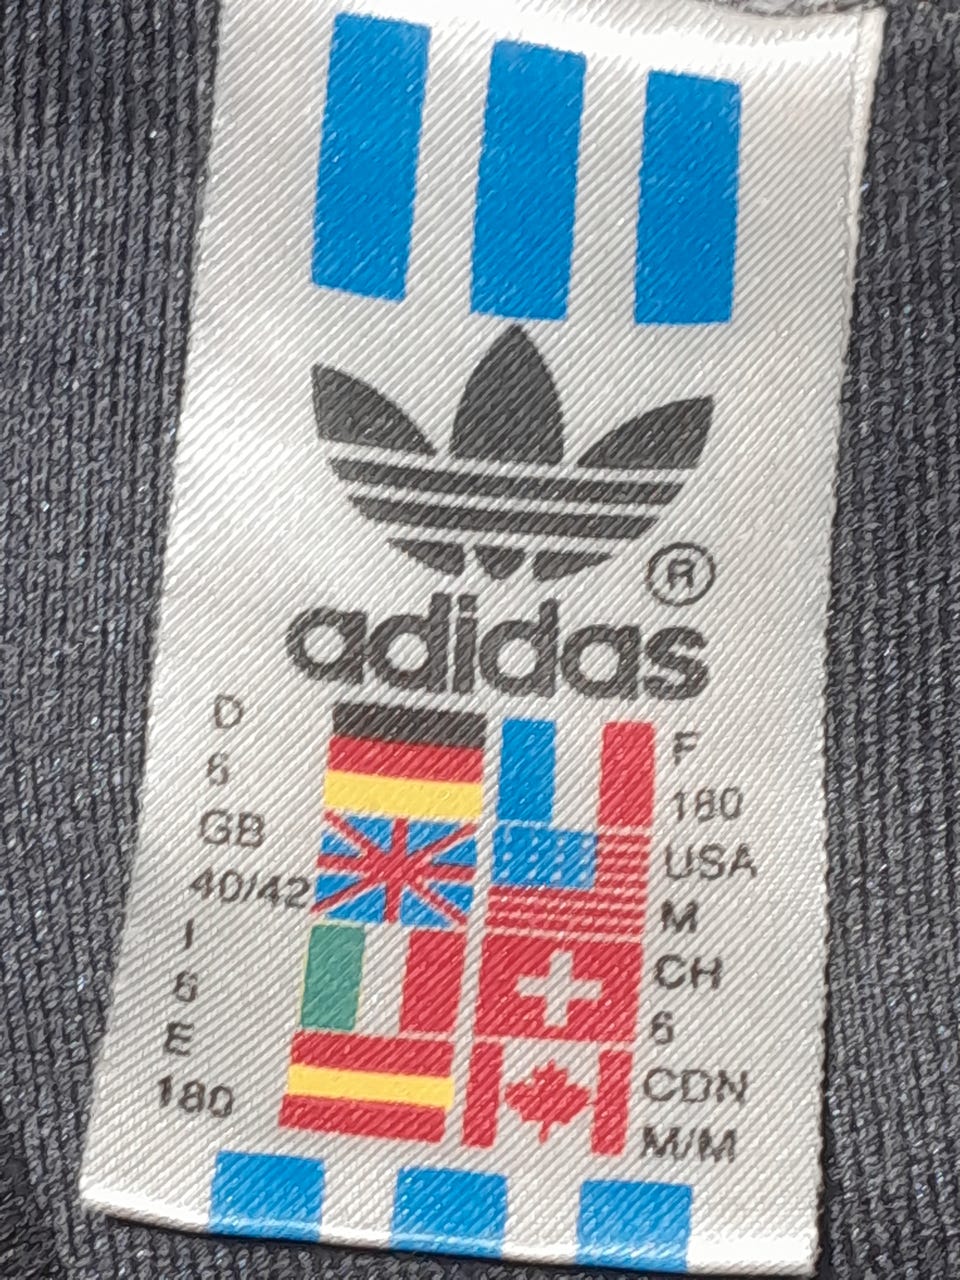 ®
adidas
D
6
GB
40/42
I
6
E
180
F
180
USA
M
CH
6
CDN
M/M